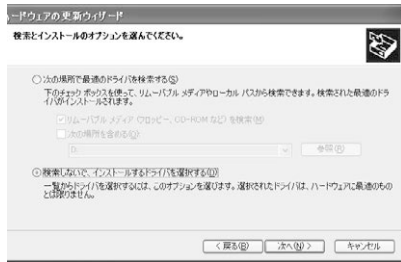 ードウェアの更新ウィザード
検索とインストールのオプションを選んでください。
次の場所で最適のドライバを検索する(S)
下のチェック ボックスを使って、リムーバブル メディアやローカル パスから検索できます。検索された最適のドラ
イバがインストールされます。
リムーバブル メディア (フロッピー、CD-ROM など) を検索(M)
次の場所を含める(O)
D:
参照(R)
検索しないで、インストールするドライバを選択する(D)
一覧からドライバを選択するには、このオプションを選びます。選択されたドライバは、ハードウェアに最適のもの
とは限りません。
< 戻る(B)
次へ(N) >
キャンセル